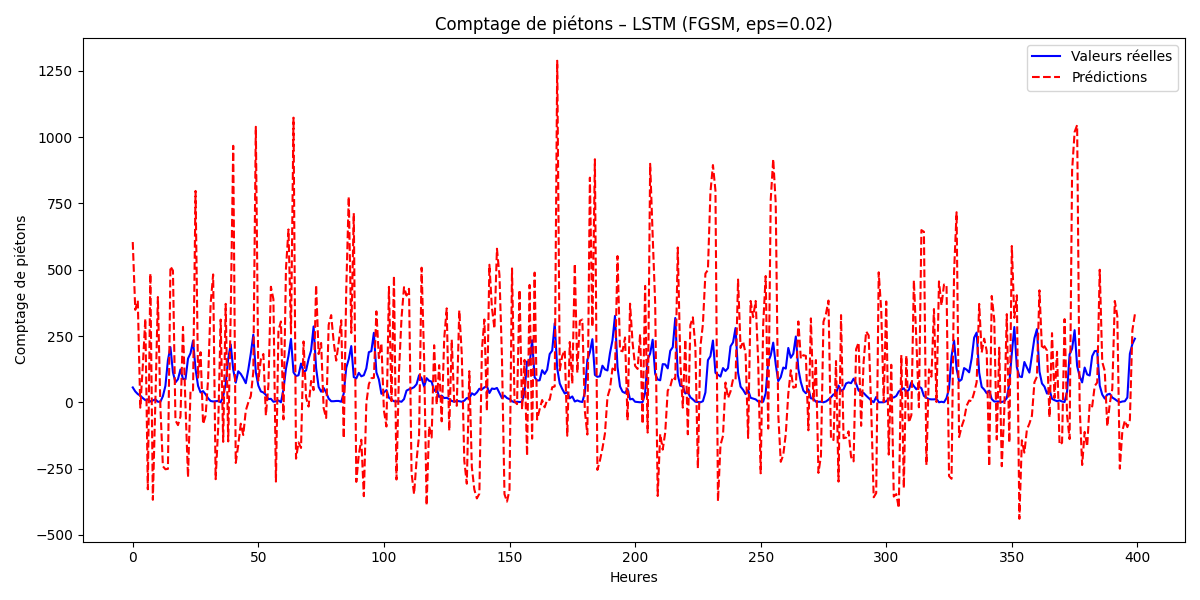 Comptage de piétons – LSTM (FGSM, eps=0.02)
Valeurs réelles
Prédictions
Comptage de piétons
1250
1000
750
500
250
0
−250
−500
0 50 100 150 200 250 300 350 400
Heures